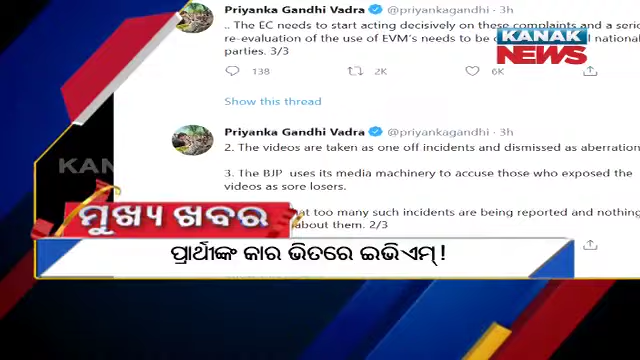 Priyanka Gandhi Vadra @priyankagandhi · 3h
.. The EC needs to start acting decisively on these complaints and a
re-evaluation of the use of EVM's needs to be national
parties. 3/3
138 2K 6K
Show this thread
Priyanka Gandhi Vadra @priyankagandhi · 3h
2. The videos are taken as one off incidents and dismissed as
3. The BJP uses its media machinery to accuse those who exposed the
videos as sore losers.
too many such incidents are being reported and nothing
about them. 2/3
KANAK
NEWS
ମୁଖ୍ୟ ଖବର
ପ୍ରାର୍ଥୀଙ୍କ କାର ଭିତରେ ଇଭିଏମ୍ !